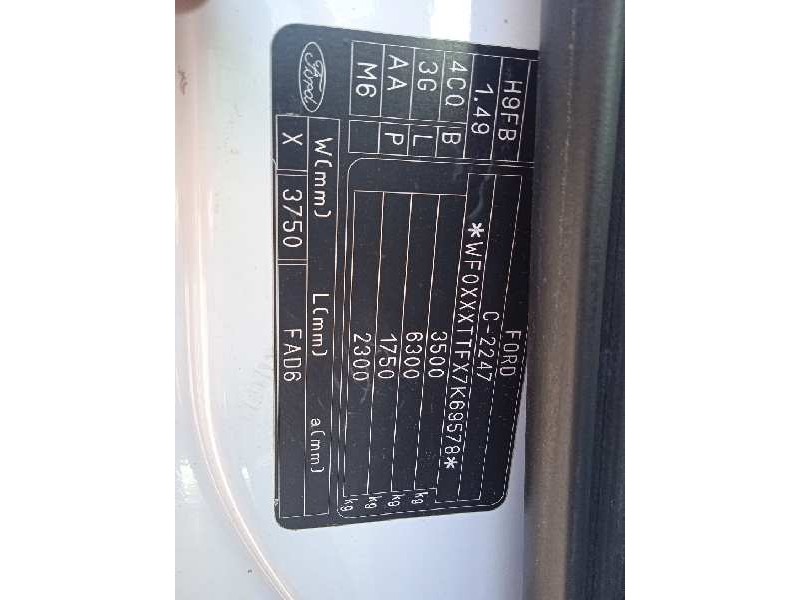 FORD
C-2247
*WF0XXXTTFX7K69578*
3500 kg
6300 kg
1750 kg
2300 kg
H9FB
1.49
4CQ B
3G L
AA P
M6
Ford
W(mm) L(mm) a(mm)
X 3750 FAD6